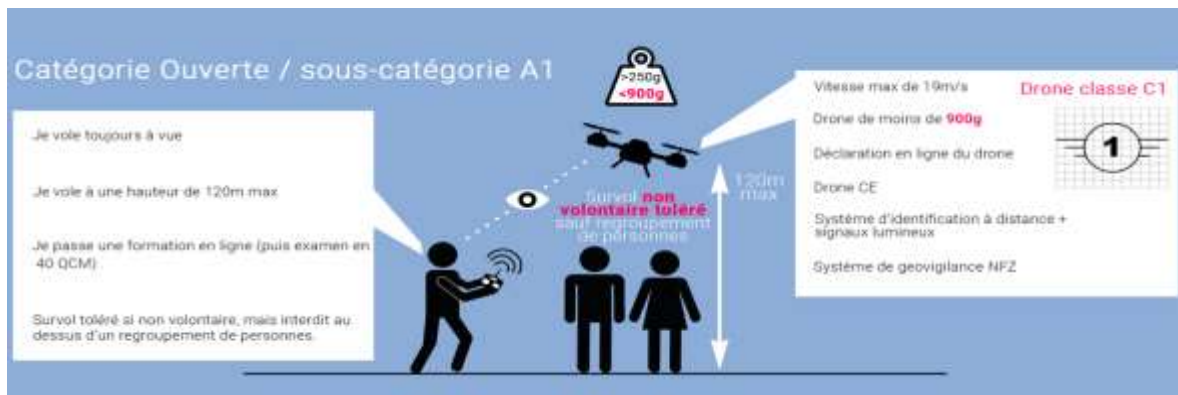 Catégorie Ouverte / sous-catégorie A1
Je vole toujours à vue
Je vole à une hauteur de 120m max
Je passe une formation en ligne (puis examen en
40 QCM)
Survol toléré si non volontaire, mais interdit au
dessus d'un regroupement de personnes.
>250g
<900g
Survol non
volontaire toléré
sauf regroupement
de personnes
120m
max
Drone classe C1
Vitesse max de 19m/s
Drone de moins de 900g
Déclaration en ligne du drone
Drone CE
Système d'identification à distance +
signaux lumineux
Système de geovigilance NFZ
1